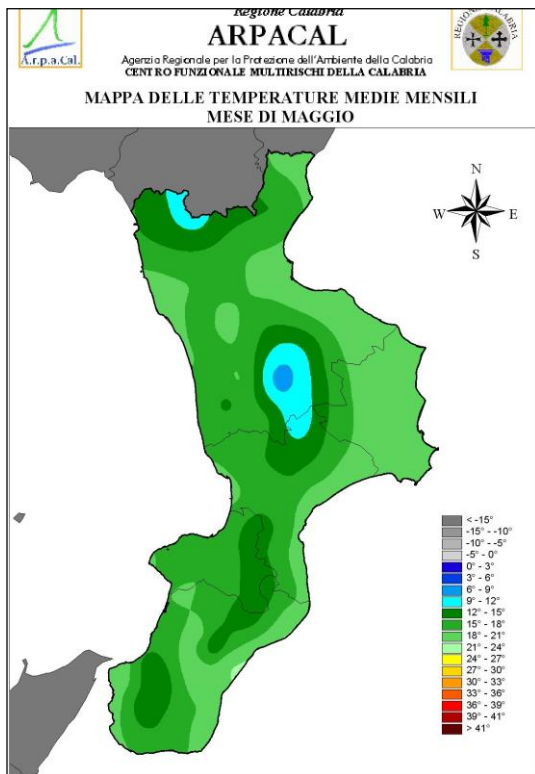 Regione Calabria
ARPACAL
A.r.p.a.Cal.
Agenzia Regionale per la Protezione dell'Ambiente della Calabria
CENTRO FUNZIONALE MULTIRISCHI DELLA CALABRIA
REGIONE CALABRIA
MAPPA DELLE TEMPERATURE MEDIE MENSILI
MESE DI MAGGIO
N
W E
S
< -15°
-15° - -10°
-10° - -5°
-5° - 0°
0° - 3°
3° - 6°
6° - 9°
9° - 12°
12° - 15°
15° - 18°
18° - 21°
21° - 24°
24° - 27°
27° - 30°
30° - 33°
33° - 36°
36° - 39°
39° - 41°
> 41°